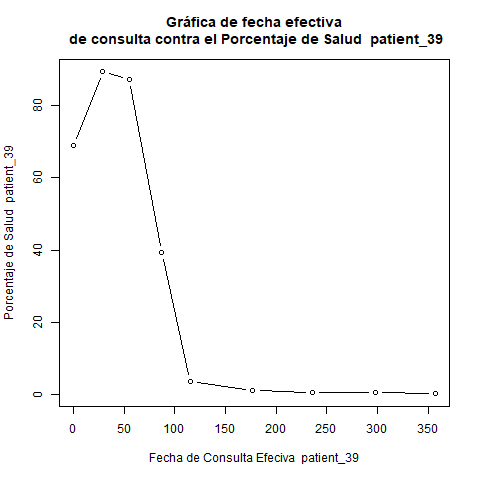 Gráfica de fecha efectiva
de consulta contra el Porcentaje de Salud patient_39
Porcentaje de Salud patient_39
80
60
40
20
0
0 50 100 150 200 250 300 350
Fecha de Consulta Efeciva patient_39